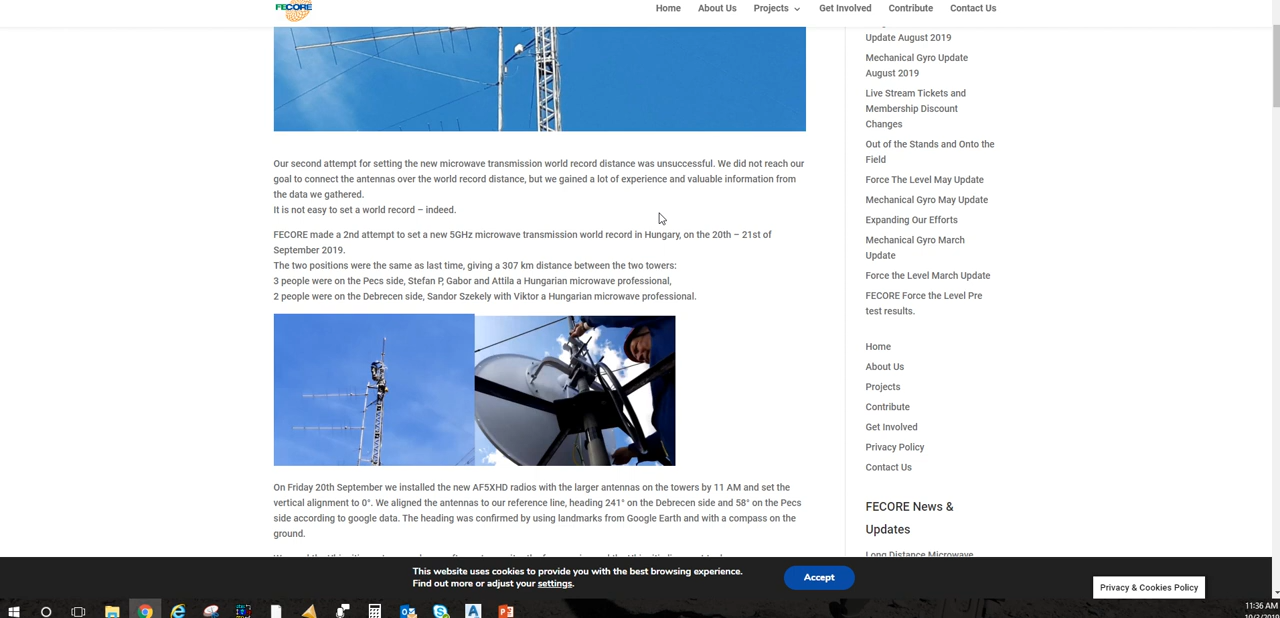 FECORE
Home About Us Projects Get Involved Contribute Contact Us
Update August 2019
Mechanical Gyro Update
August 2019
Live Stream Tickets and
Membership Discount
Changes
Out of the Stands and Onto the
Field
Force The Level May Update
Mechanical Gyro May Update
Expanding Our Efforts
Mechanical Gyro March
Update
Force the Level March Update
FECORE Force the Level Pre
test results.
Home
About Us
Projects
Contribute
Get Involved
Privacy Policy
Contact Us
FECORE News &
Updates
Long Distance Microwave
Our second attempt for setting the new microwave transmission world record distance was unsuccessful. We did not reach our
goal to connect the antennas over the world record distance, but we gained a lot of experience and valuable information from
the data we gathered.
It is not easy to set a world record – indeed.
FECORE made a 2nd attempt to set a new 5GHz microwave transmission world record in Hungary, on the 20th – 21st of
September 2019.
The two positions were the same as last time, giving a 307 km distance between the two towers:
3 people were on the Pecs side, Stefan P, Gabor and Attila a Hungarian microwave professional,
2 people were on the Debrecen side, Sandor Szekely with Viktor a Hungarian microwave professional.
On Friday 20th September we installed the new AF5XHD radios with the larger antennas on the towers by 11 AM and set the
vertical alignment to 0°. We aligned the antennas to our reference line, heading 241° on the Debrecen side and 58° on the Pecs
side according to google data. The heading was confirmed by using landmarks from Google Earth and with a compass on the
ground.
This website uses cookies to provide you with the best browsing experience.
Find out more or adjust your settings.
Accept
Privacy & Cookies Policy
11:36 AM